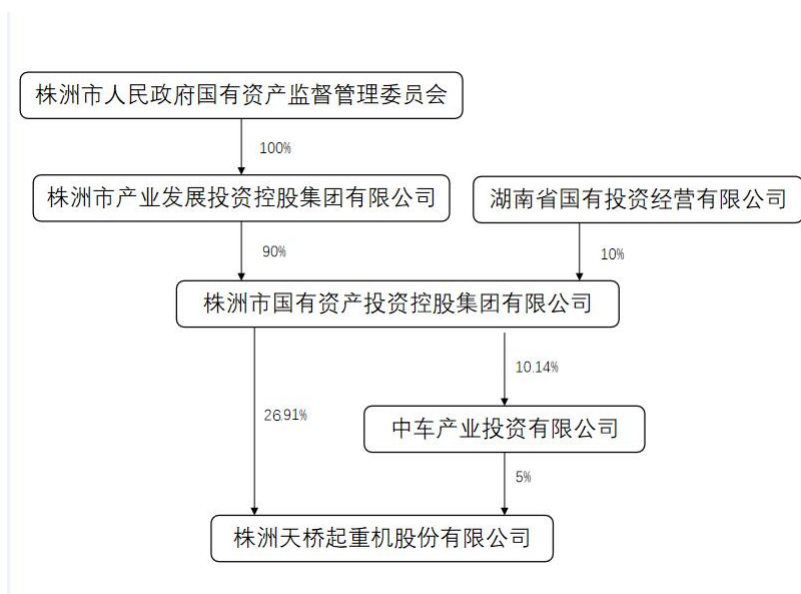 株洲市人民政府国有资产监督管理委员会
100%
株洲市产业发展投资控股集团有限公司
湖南省国有投资经营有限公司
90%
10%
株洲市国有资产投资控股集团有限公司
10.14%
26.91%
中车产业投资有限公司
5%
株洲天桥起重机股份有限公司